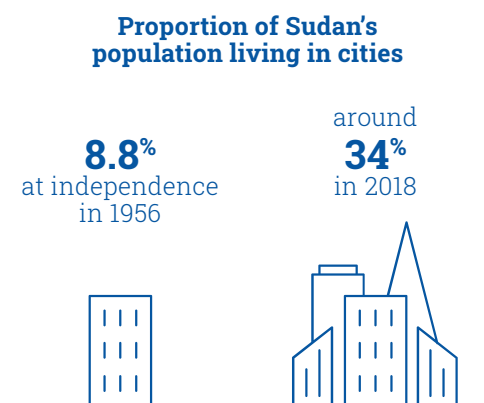 Proportion of Sudan’s
population living in cities
8.8%
at independence
in 1956
around
34%
in 2018